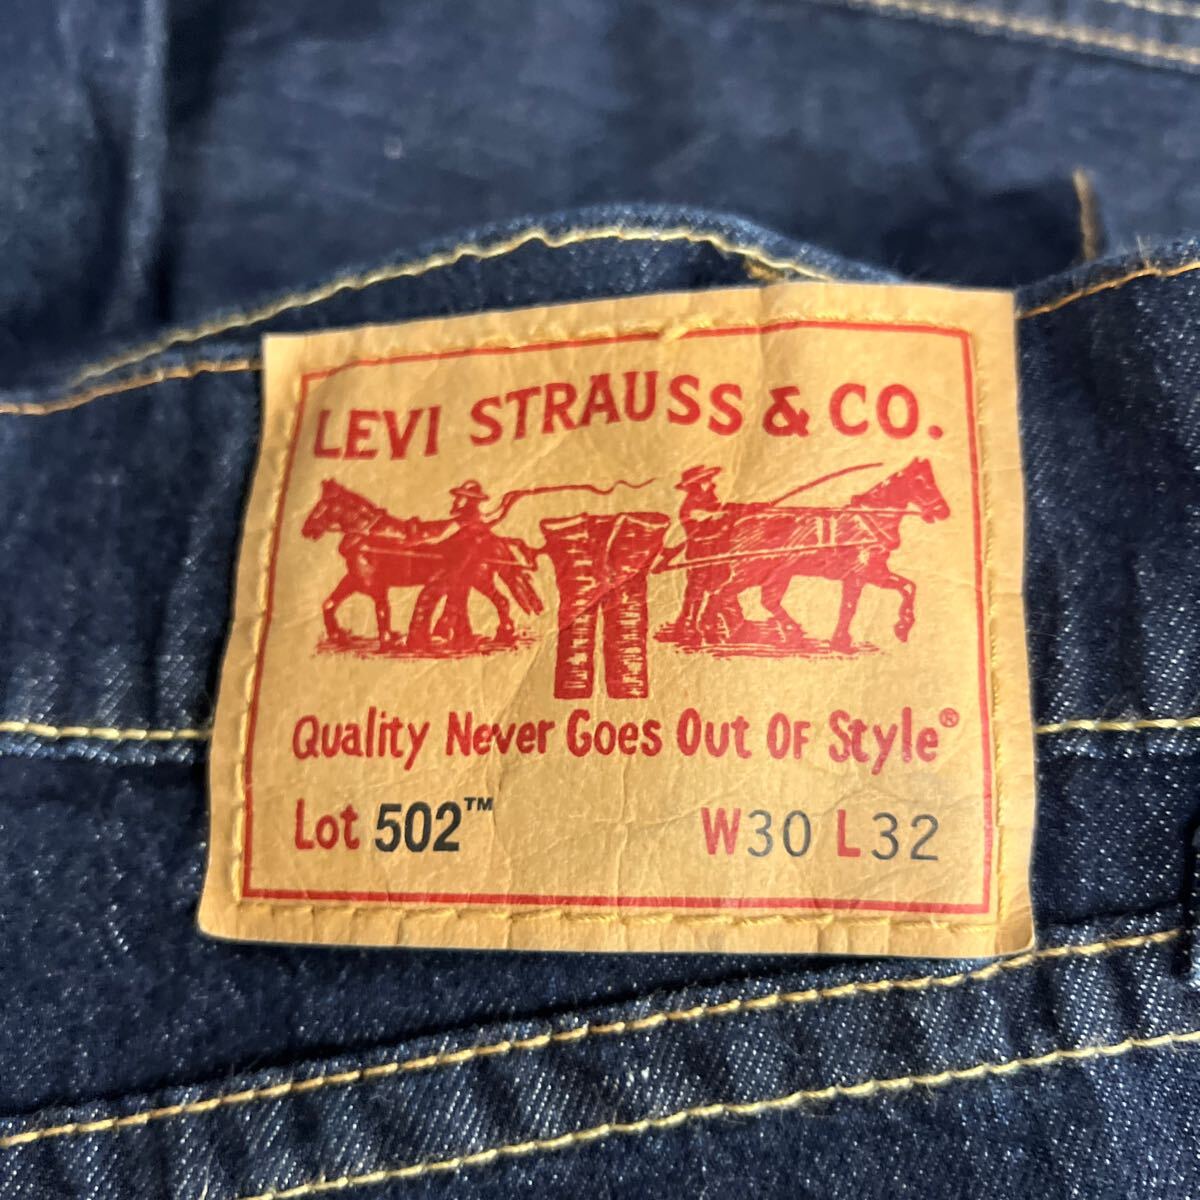 LEVI STRAUSS & CO.
Quality Never Goes Out Of Style®
Lot 502™ W30 L32